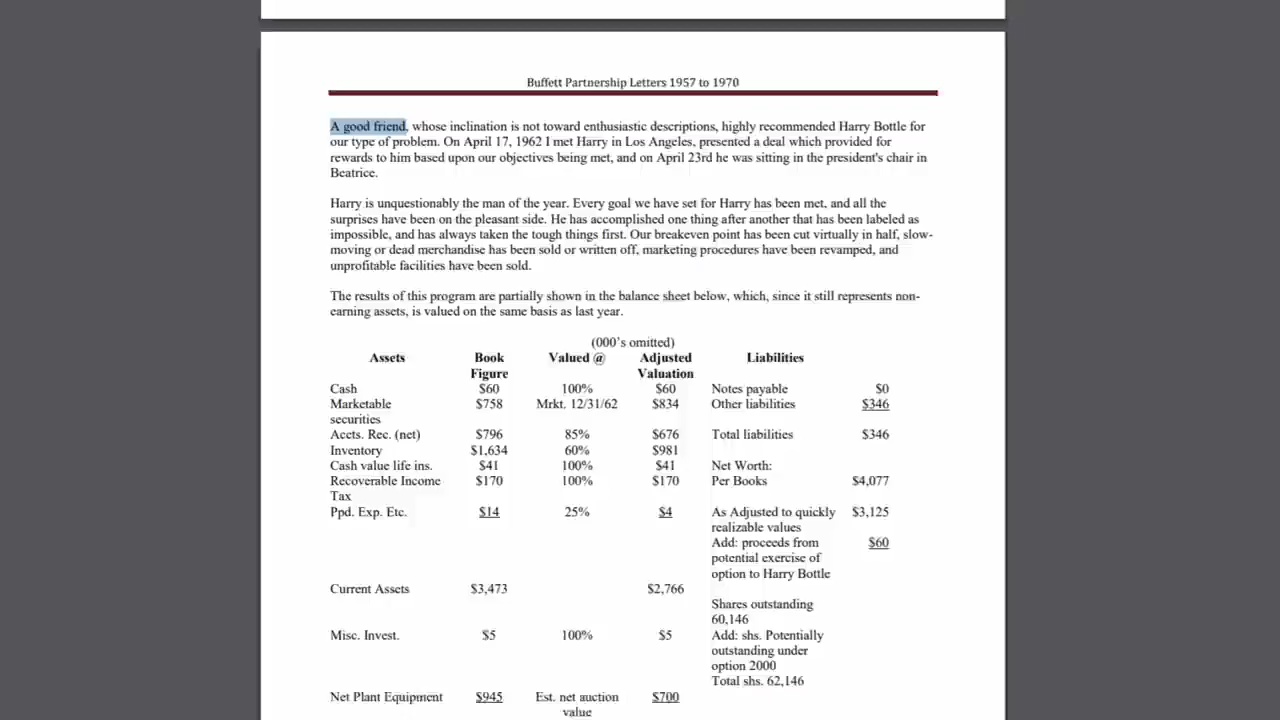 Buffett Partnership Letters 1957 to 1970
A good friend, whose inclination is not toward enthusiastic descriptions, highly recommended Harry Bottle for
our type of problem. On April 17, 1962 I met Harry in Los Angeles, presented a deal which provided for
rewards to him based upon our objectives being met, and on April 23rd he was sitting in the president's chair in
Beatrice.
Harry is unquestionably the man of the year. Every goal we have set for Harry has been met, and all the
surprises have been on the pleasant side. He has accomplished one thing after another that has been labeled as
impossible, and has always taken the tough things first. Our breakeven point has been cut virtually in half, slow-
moving or dead merchandise has been sold or written off, marketing procedures have been revamped, and
unprofitable facilities have been sold.
The results of this program are partially shown in the balance sheet below, which, since it still represents non-
earning assets, is valued on the same basis as last year.
(000's omitted)
Assets Book Valued @ Adjusted Liabilities
Figure Valuation
Cash $60 100% $60 Notes payable $0
Marketable $758 Mrkt. 12/31/62 $834 Other liabilities $346
securities
Accts. Rec. (net) $796 85% $676 Total liabilities $346
Inventory $1,634 60% $981
Cash value life ins. $41 100% $41 Net Worth:
Recoverable Income $170 100% $170 Per Books $4,077
Tax
Ppd. Exp. Etc. $14 25% $4 As Adjusted to quickly $3,125
realizable values
Add: proceeds from $60
potential exercise of
option to Harry Bottle
Current Assets $3,473 $2,766
Shares outstanding
60,146
Misc. Invest. $5 100% $5 Add: shs. Potentially
outstanding under
option 2000
Total shs. 62,146
Net Plant Equipment $945 Est. net auction $700
value